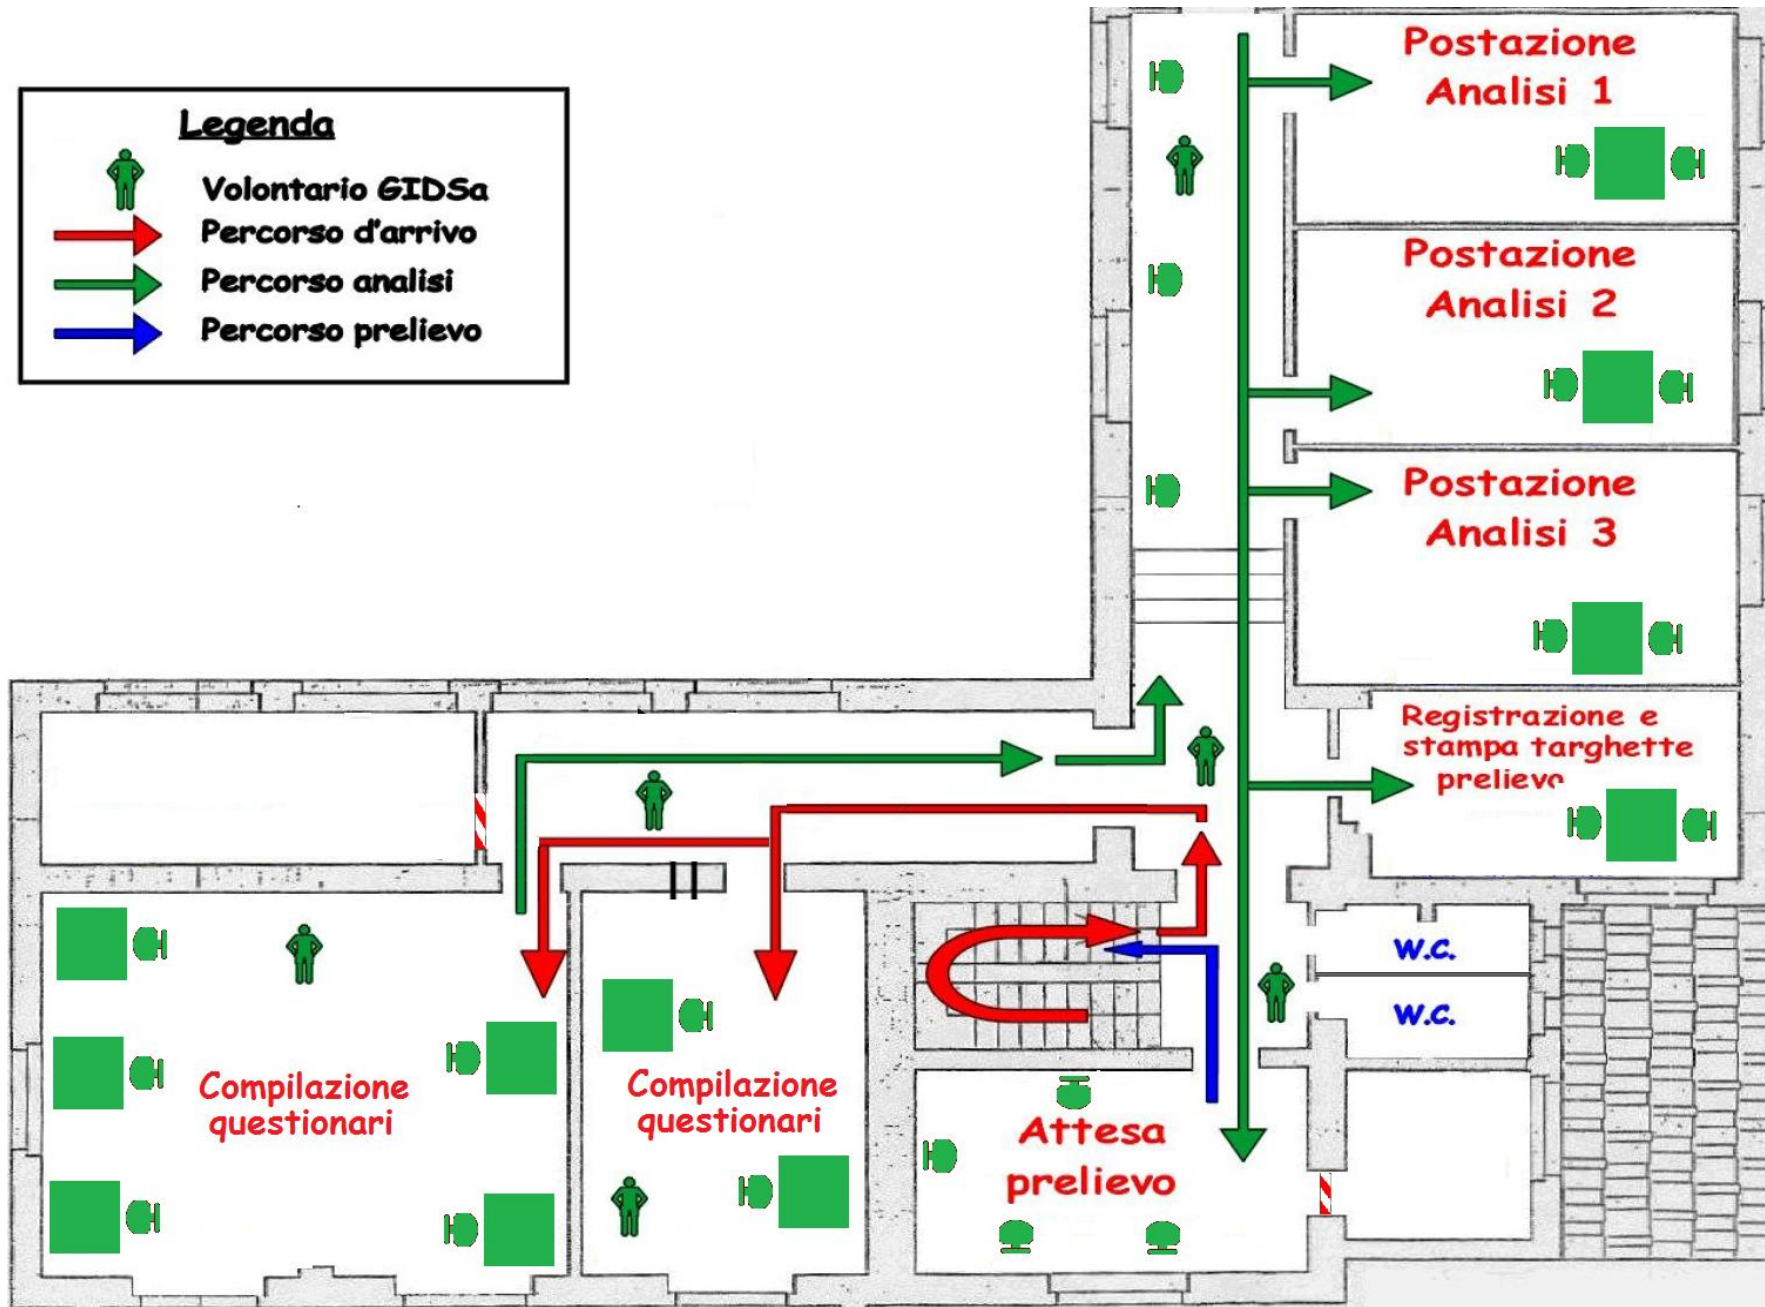 Legenda
Volontario GIDSa
Percorso d'arrivo
Percorso analisi
Percorso prelievo
Postazione
Analisi 1
Postazione
Analisi 2
Postazione
Analisi 3
Registrazione e
stampa targhette
prelievo
W.C.
W.C.
Compilazione
questionari
Compilazione
questionari
Attesa
prelievo